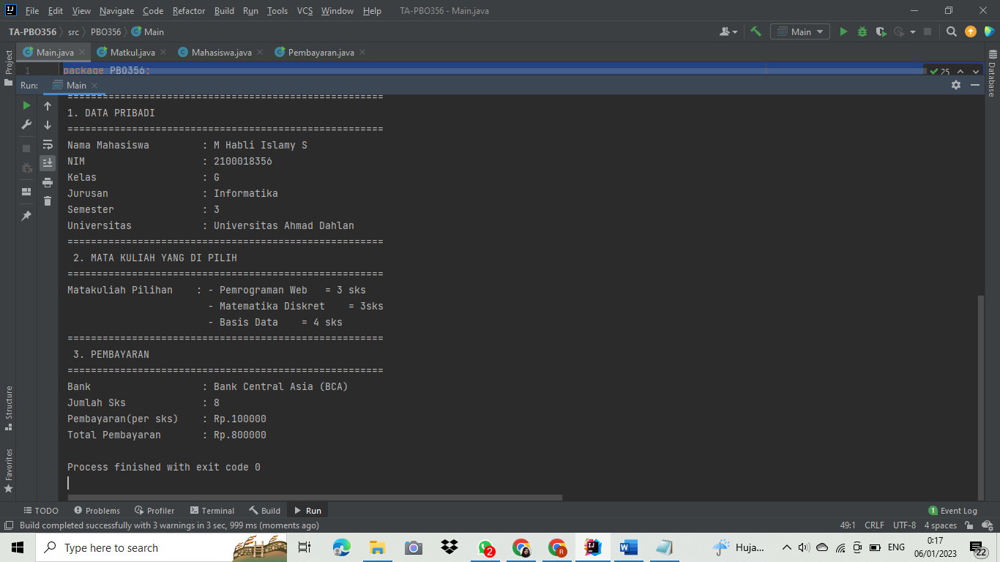 File Edit View Navigate Code Refactor Build Run Tools VCS Window Help TA-PBO356 - Main.java
TA-PBO356 src PBO356 Main Main
Project
Main.java Matkul.java Mahasiswa.java Pembayaran.java
Database
1 package PBO356; 25
Run: Main
======================================================
1. DATA PRIBADI
======================================================
Nama Mahasiswa : M Habli Islamy S
NIM : 2100018356
Kelas : G
Jurusan : Informatika
Semester : 3
Universitas : Universitas Ahmad Dahlan
======================================================
2. MATA KULIAH YANG DI PILIH
======================================================
Matakuliah Pilihan : - Pemrograman Web = 3 sks
- Matematika Diskret = 3sks
- Basis Data = 4 sks
======================================================
3. PEMBAYARAN
======================================================
Bank : Bank Central Asia (BCA)
Jumlah Sks : 8
Pembayaran(per sks) : Rp.100000
Total Pembayaran : Rp.800000
Process finished with exit code 0
Structure
Favorites
TODO Problems Profiler Terminal Build Run 1 Event Log
Build completed successfully with 3 warnings in 3 sec, 999 ms (moments ago) 49:1 CRLF UTF-8 4 spaces
Type here to search 2 R Huja... ENG 0:17
06/01/2023 22